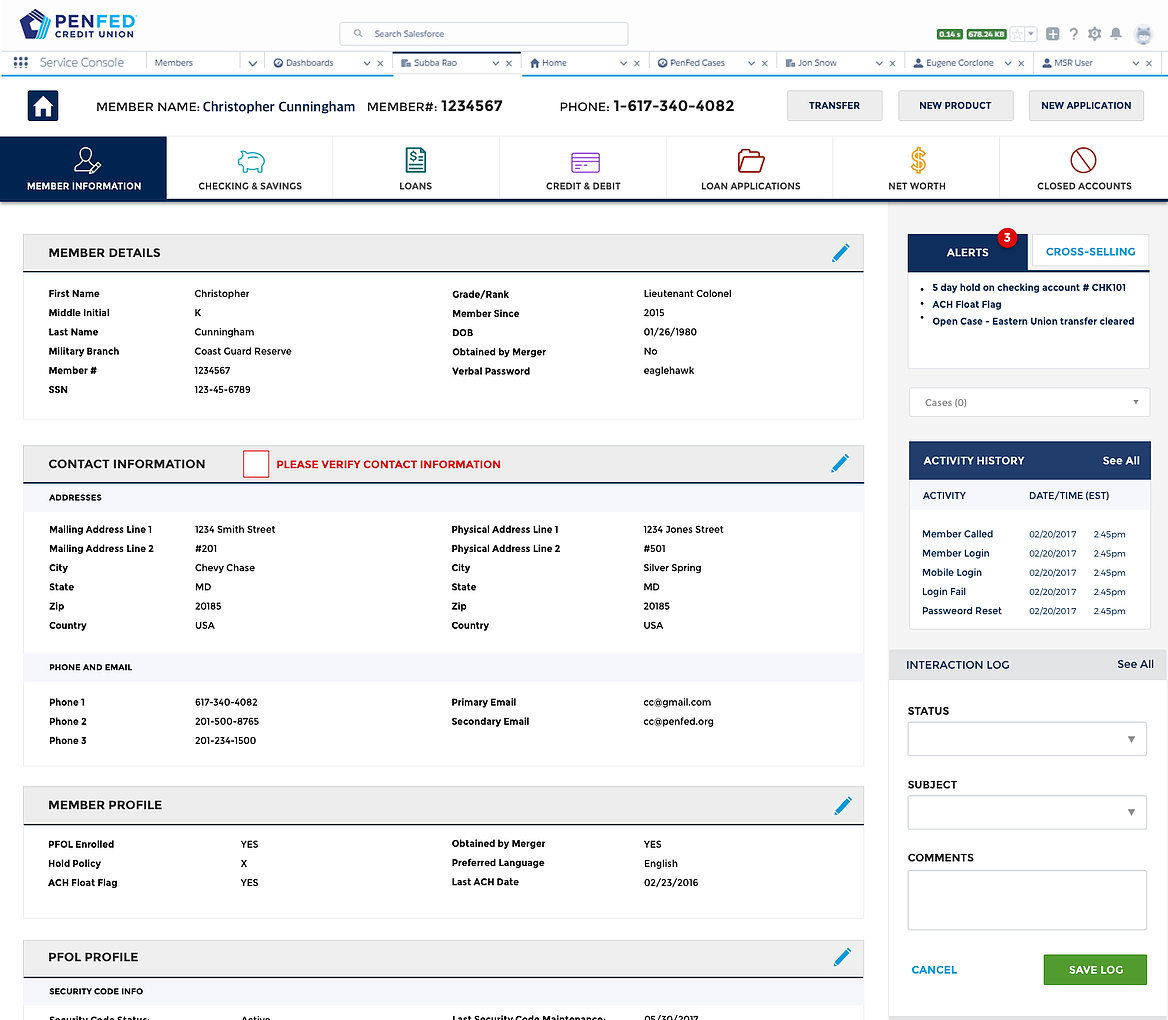 PENFED
CREDIT UNION
Search Salesforce
0.14 s 678.24 KB
Service Console Members Dashboards Subba Rao Home PenFed Cases Jon Snow Eugene Corclone MSR User
MEMBER NAME: Christopher Cunningham MEMBER#: 1234567 PHONE: 1-617-340-4082 TRANSFER NEW PRODUCT NEW APPLICATION
MEMBER INFORMATION CHECKING & SAVINGS LOANS CREDIT & DEBIT LOAN APPLICATIONS NET WORTH CLOSED ACCOUNTS
MEMBER DETAILS
First Name Christopher Grade/Rank Lieutenant Colonel
Middle Initial K Member Since 2015
Last Name Cunningham DOB 01/26/1980
Military Branch Coast Guard Reserve Obtained by Merger No
Member # 1234567 Verbal Password eaglehawk
SSN 123-45-6789
CONTACT INFORMATION PLEASE VERIFY CONTACT INFORMATION
ADDRESSES
Mailing Address Line 1 1234 Smith Street Physical Address Line 1 1234 Jones Street
Mailing Address Line 2 #201 Physical Address Line 2 #501
City Chevy Chase City Silver Spring
State MD State MD
Zip 20185 Zip 20185
Country USA Country USA
PHONE AND EMAIL
Phone 1 617-340-4082 Primary Email cc@gmail.com
Phone 2 201-500-8765 Secondary Email cc@penfed.org
Phone 3 201-234-1500
MEMBER PROFILE
PFOL Enrolled YES Obtained by Merger YES
Hold Policy X Preferred Language English
ACH Float Flag YES Last ACH Date 02/23/2016
PFOL PROFILE
SECURITY CODE INFO
Security Code Status: Active Last Security Code Maintenance: 05/30/2017
ALERTS 3 CROSS-SELLING
• 5 day hold on checking account # CHK101
• ACH Float Flag
• Open Case - Eastern Union transfer cleared
Cases (0)
ACTIVITY HISTORY See All
ACTIVITY DATE/TIME (EST)
Member Called 02/20/2017 2:45pm
Member Login 02/20/2017 2:45pm
Mobile Login 02/20/2017 2:45pm
Login Fail 02/20/2017 2:45pm
Passweord Reset 02/20/2017 2:45pm
INTERACTION LOG See All
STATUS
SUBJECT
COMMENTS
CANCEL SAVE LOG